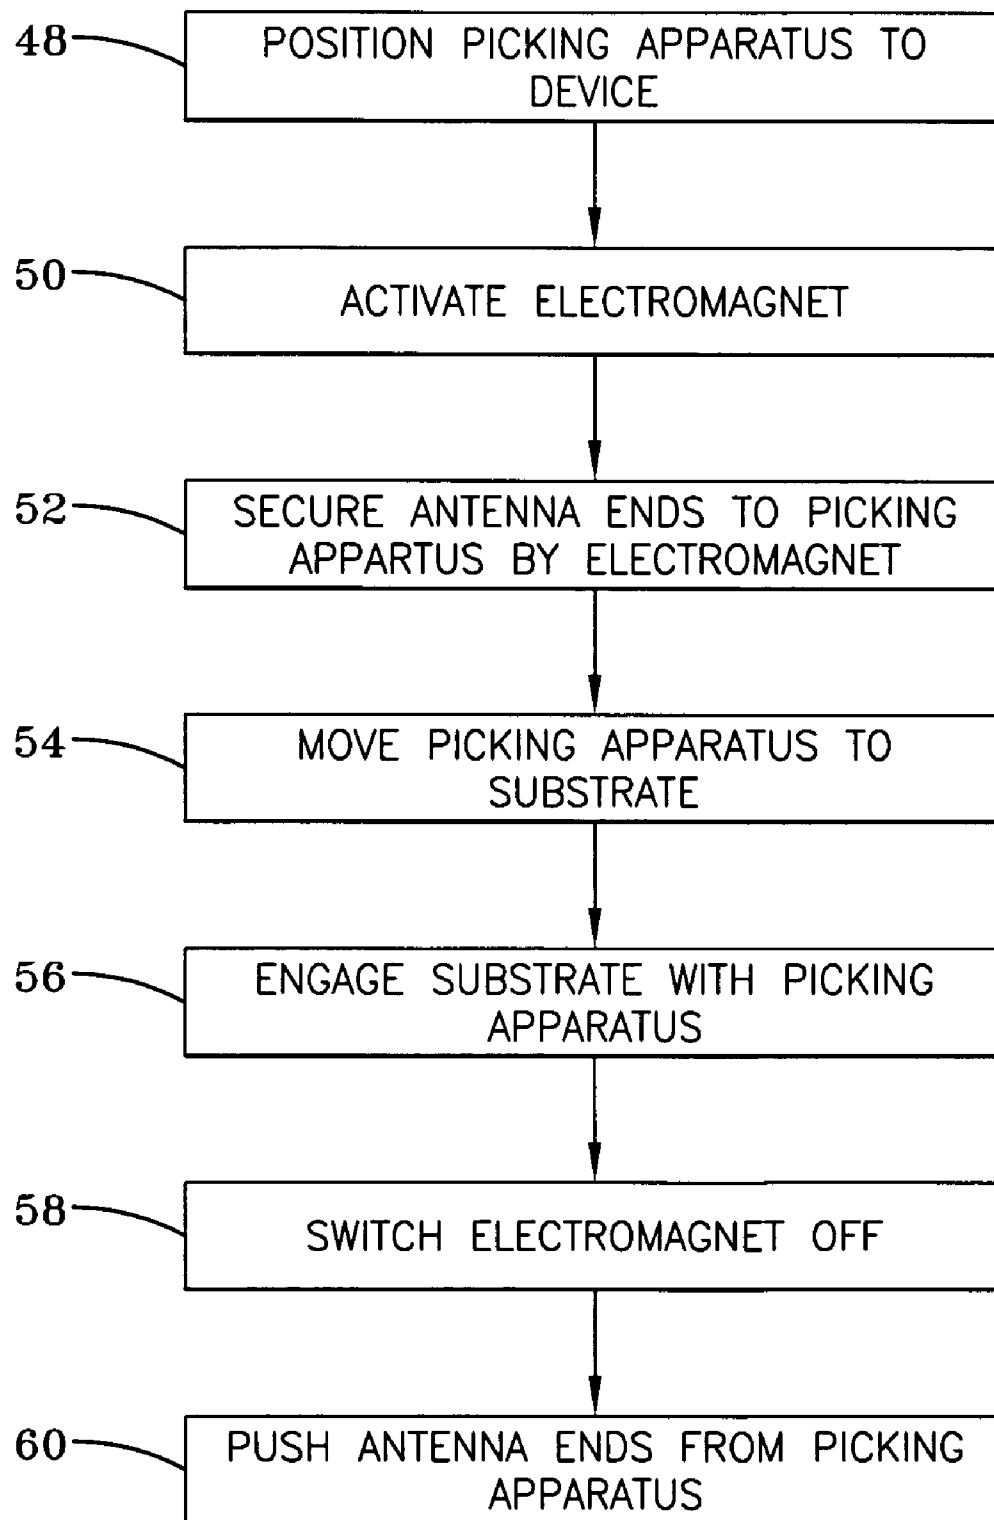 48
POSITION PICKING APPARATUS TO
DEVICE
50
ACTIVATE ELECTROMAGNET
52
SECURE ANTENNA ENDS TO PICKING
APPARTUS BY ELECTROMAGNET
54
MOVE PICKING APPARATUS TO
SUBSTRATE
56
ENGAGE SUBSTRATE WITH PICKING
APPARATUS
58
SWITCH ELECTROMAGNET OFF
60
PUSH ANTENNA ENDS FROM PICKING
APPARATUS